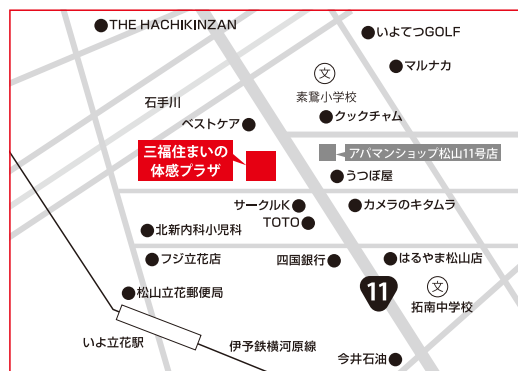 THE HACHIKINZAN
いよてつGOLF
マルナカ
文
素鵞小学校
石手川
クックチャム
ベストケア
三福住まいの
体感プラザ
アパマンショップ松山11号店
うつぼ屋
サークルK
カメラのキタムラ
TOTO
北新内科小児科
フジ立花店
四国銀行
はるやま松山店
11
文
拓南中学校
松山立花郵便局
いよ立花駅
伊予鉄横河原線
今井石油